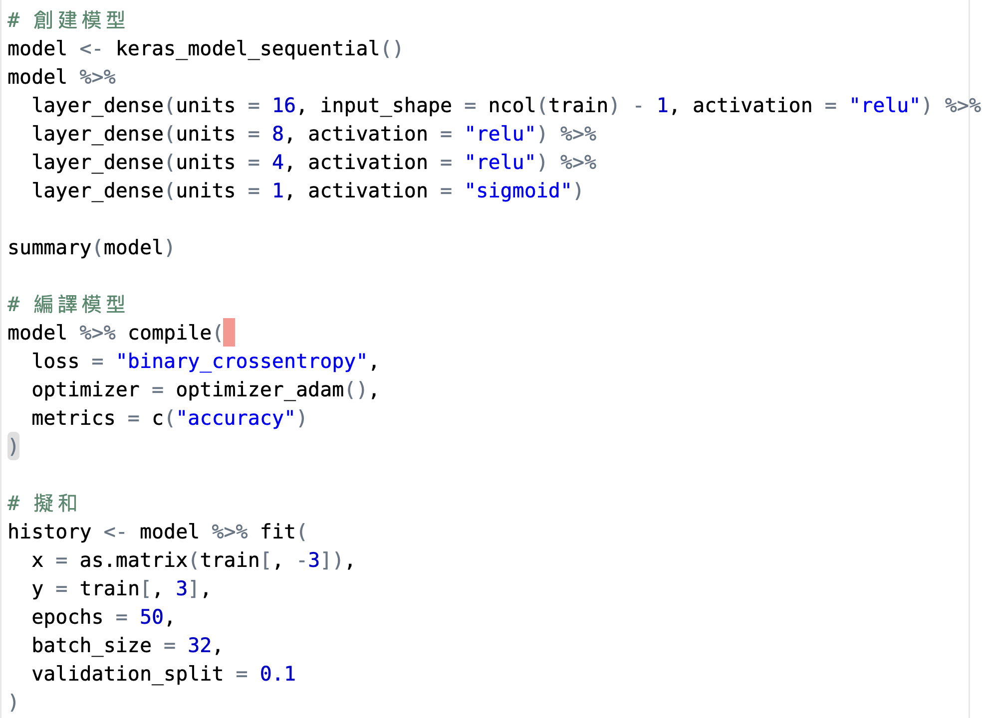 # 創建模型
model <- keras_model_sequential()
model %>%
  layer_dense(units = 16, input_shape = ncol(train) - 1, activation = "relu") %>%
  layer_dense(units = 8, activation = "relu") %>%
  layer_dense(units = 4, activation = "relu") %>%
  layer_dense(units = 1, activation = "sigmoid")

summary(model)

# 編譯模型
model %>% compile(
  loss = "binary_crossentropy",
  optimizer = optimizer_adam(),
  metrics = c("accuracy")
)

# 擬和
history <- model %>% fit(
  x = as.matrix(train[, -3]),
  y = train[, 3],
  epochs = 50,
  batch_size = 32,
  validation_split = 0.1
)